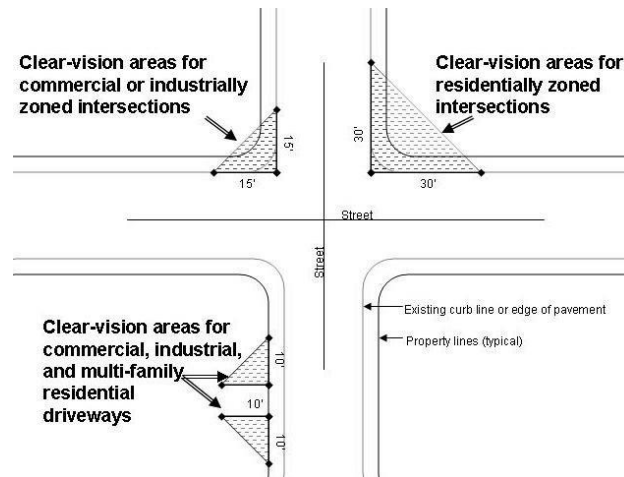 Clear-vision areas for
commercial or industrially
zoned intersections
Clear-vision areas for
residentially zoned
intersections
15'
15'
30'
30'
Street
Street
Existing curb line or edge of pavement
Property lines (typical)
Clear-vision areas for
commercial, industrial,
and multi-family
residential
driveways
10'
10'
10'